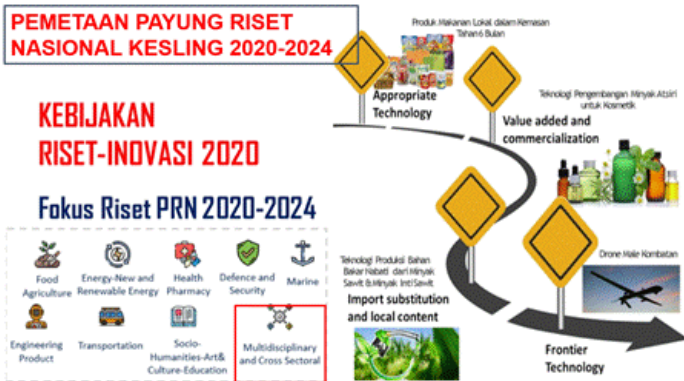 PEMETAAN PAYUNG RISET
NASIONAL KESLING 2020-2024
KEBIJAKAN
RISET-INOVASI 2020
Fokus Riset PRN 2020-2024
Food
Agriculture
Energy-New and
Renewable Energy
Health
Pharmacy
Defence and
Security
Marine
Engineering
Product
Transportation
Socio-
Humanities-Art&
Culture-Education
Multidisciplinary
and Cross Sectoral
Produk Makanan Lokal dalam Kemasan
Tahan 6 Bulan
Appropriate
Technology
Teknologi Pengembangan Minyak Atsiri
untuk Kosmetik
Value added and
commercialization
Teknologi Produksi Bahan
Bakar Nabati dari Minyak
Sawit & Minyak Inti Sawit
Import substitution
and local content
Drone Male Kombatan
Frontier
Technology